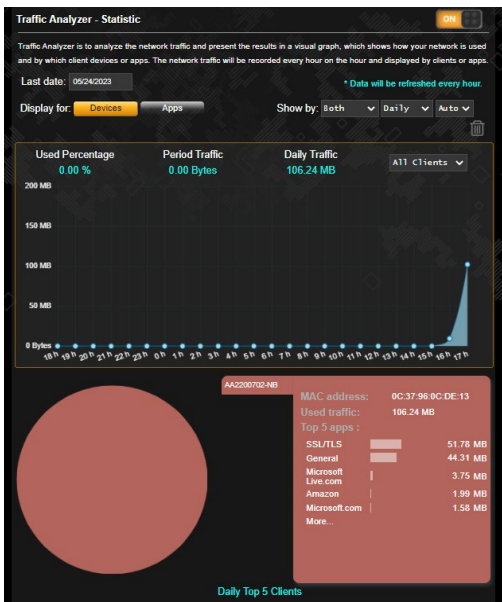 Traffic Analyzer - Statistic
ON
Traffic Analyzer is to analyze the network traffic and present the results in a visual graph, which shows how your network is used
and by which client devices or apps. The network traffic will be recorded every hour on the hour and displayed by clients or apps.
Last date: 05/24/2023
* Data will be refreshed every hour.
Display for: Devices Apps Show by: Both Daily Auto
Used Percentage Period Traffic Daily Traffic
0.00 % 0.00 Bytes 106.24 MB
All Clients
200 MB
150 MB
100 MB
50 MB
0 Bytes
18 h 19 h 20 h 21 h 22 h 23 h 0 h 1 h 2 h 3 h 4 h 5 h 6 h 7 h 8 h 9 h 10 h 11 h 12 h 13 h 14 h 15 h 16 h 17 h
AA2200702-NB
MAC address: 0C:37:96:0C:DE:13
Used traffic: 106.24 MB
Top 5 apps :
SSL/TLS 51.78 MB
General 44.31 MB
Microsoft
Live.com 3.75 MB
Amazon 1.99 MB
Microsoft.com 1.58 MB
More...
Daily Top 5 Clients